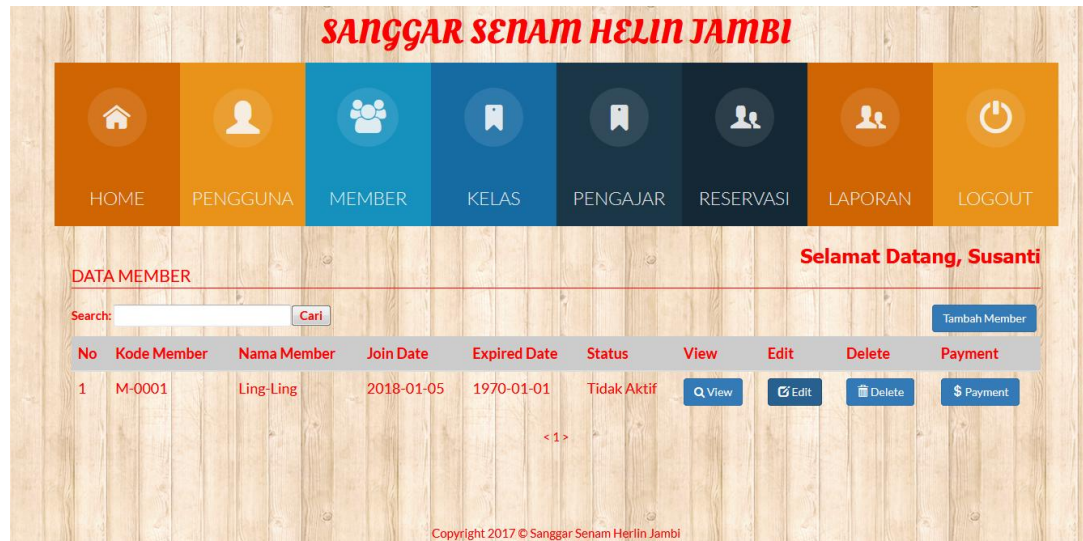 SANGGAR SENAM HELIN JAMBI
HOME PENGGUNA MEMBER KELAS PENGAJAR RESERVASI LAPORAN LOGOUT
Selamat Datang, Susanti
DATA MEMBER
Search: Cari Tambah Member
No Kode Member Nama Member Join Date Expired Date Status View Edit Delete Payment
1 M-0001 Ling-Ling 2018-01-05 1970-01-01 Tidak Aktif View Edit Delete $ Payment
< 1 >
Copyright 2017 © Sanggar Senam Herlin Jambi